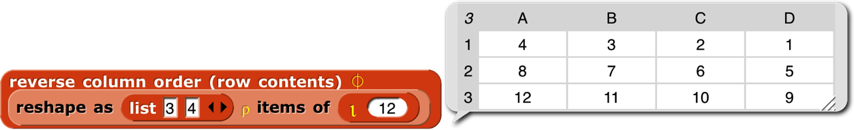 reverse column order (row contents) ⌽
reshape as list 3 4 ⍴ items of ⍳ 12
3 A B C D
1 4 3 2 1
2 8 7 6 5
3 12 11 10 9